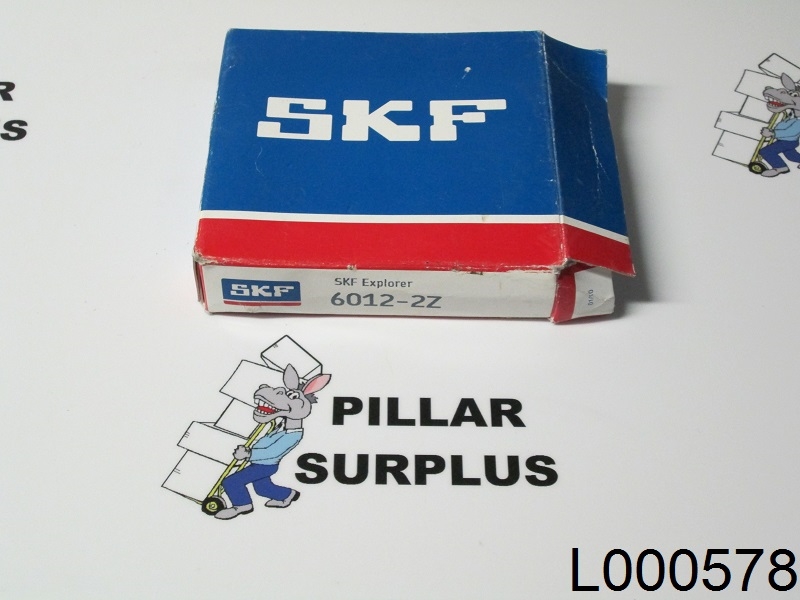 SKF
SKF
SKF Explorer
6012-2Z
PILLAR
SURPLUS
L000578